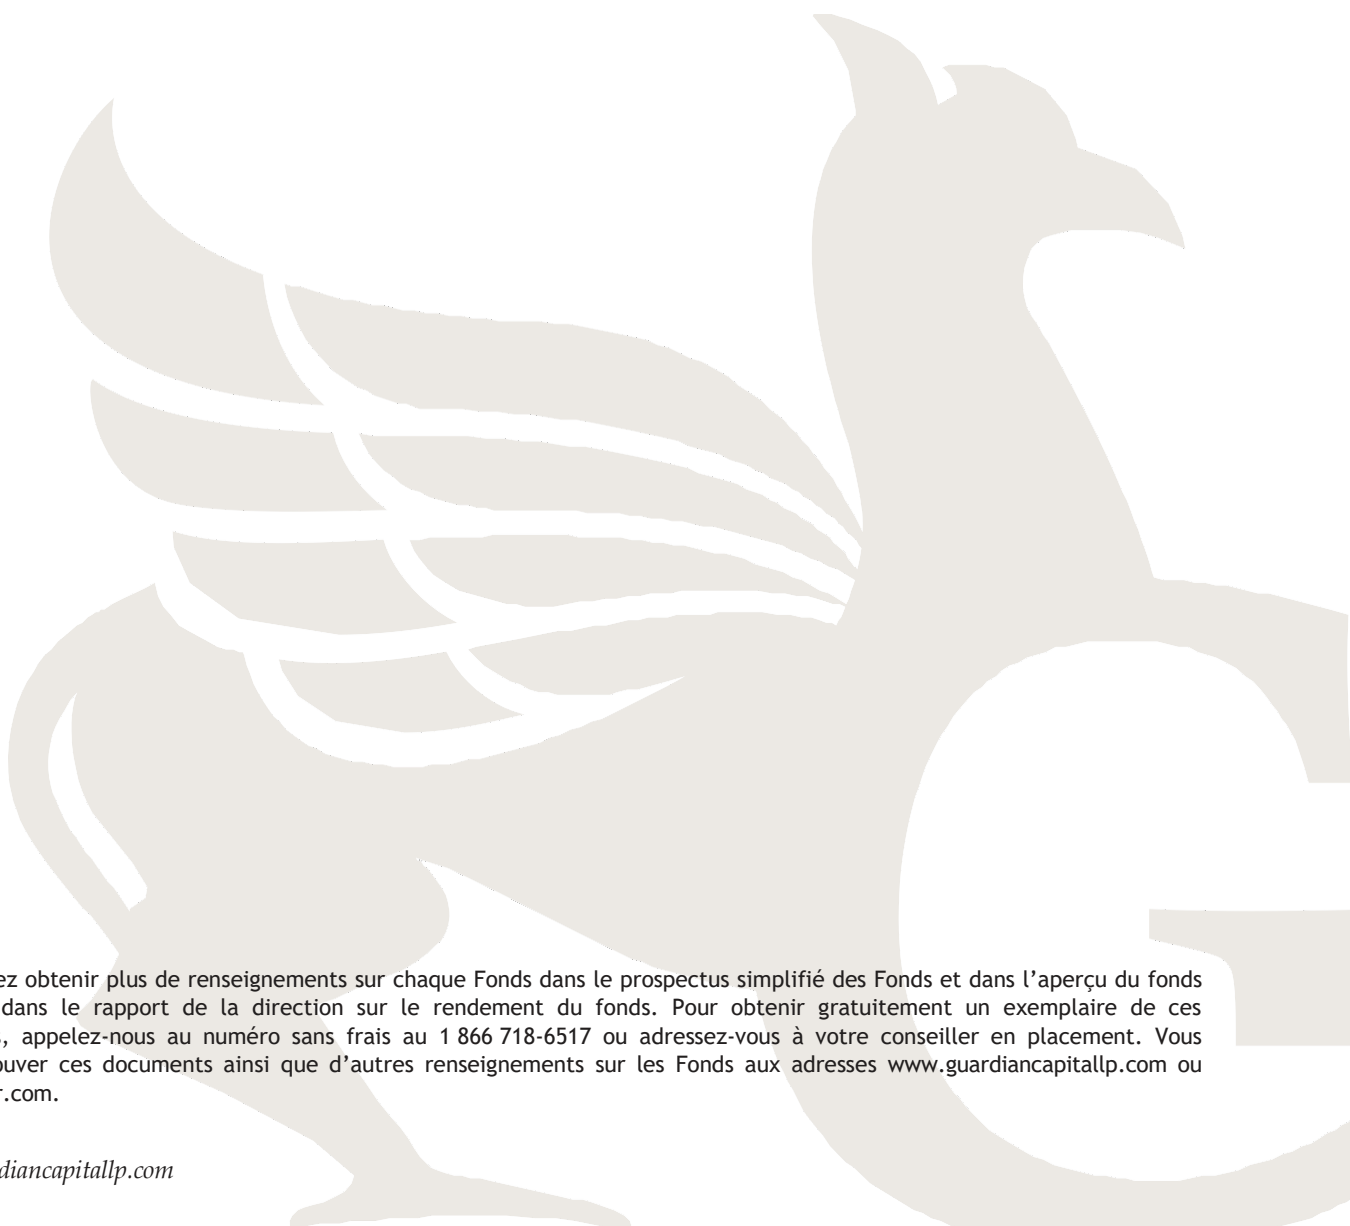 ez obtenir plus de renseignements sur chaque Fonds dans le prospectus simplifié des Fonds et dans l’aperçu du fonds
dans le rapport de la direction sur le rendement du fonds. Pour obtenir gratuitement un exemplaire de ces
, appelez-nous au numéro sans frais au 1 866 718-6517 ou adressez-vous à votre conseiller en placement. Vous
ouver ces documents ainsi que d’autres renseignements sur les Fonds aux adresses www.guardiancapitallp.com ou
r.com.
diancapitallp.com